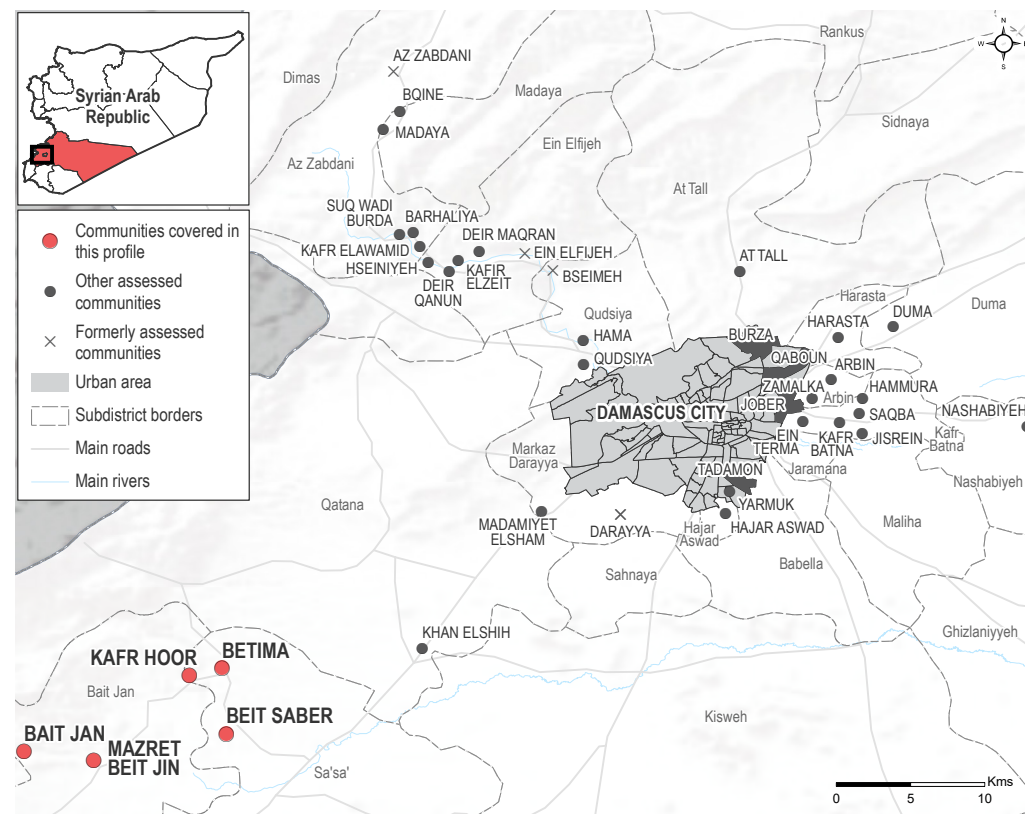 Syrian Arab
Republic
Communities covered in
this profile
Other assessed
communities
Formerly assessed
communities
Urban area
Subdistrict borders
Main roads
Main rivers
N
W
S
Rankus
Dimas
AZ ZABDANI
BQINE
Madaya
MADAYA
Sidnaya
Ein Elfijeh
Az Zabdani
At Tall
SUQ WADI
BURDA
BARHALIYA
DEIR MAQRAN
KAFR ELAWAMID
EIN ELFIJEH
HSEINIYEH
KAFIR
ELZEIT
DEIR
QANUN
BSEIMEH
AT TALL
Harasta
Duma
Qudsiya
DUMA
HARASTA
HAMA
BURZA
QUDSIYA
QABOUN
ARBIN
ZAMALKA
HAMMURA
Arbin
JOBER
DAMASCUS CITY
SAQBA
NASHABIYEH
EIN
TERMA
KAFR
BATNA
JISREIN
Kafr
Batna
Markaz
Darayya
TADAMON
Jaramana
Nashabiyeh
Qatana
YARMUK
MADAMIYET
ELSHAM
DARAYYA
Hajar
Aswad
HAJAR ASWAD
Maliha
Sahnaya
Babella
KHAN ELSHIH
Ghizlaniyyeh
KAFR HOOR
BETIMA
Bait Jan
BEIT SABER
Kisweh
BAIT JAN
MAZRET
BEIT JIN
Sa'sa'
Kms
0 5 10